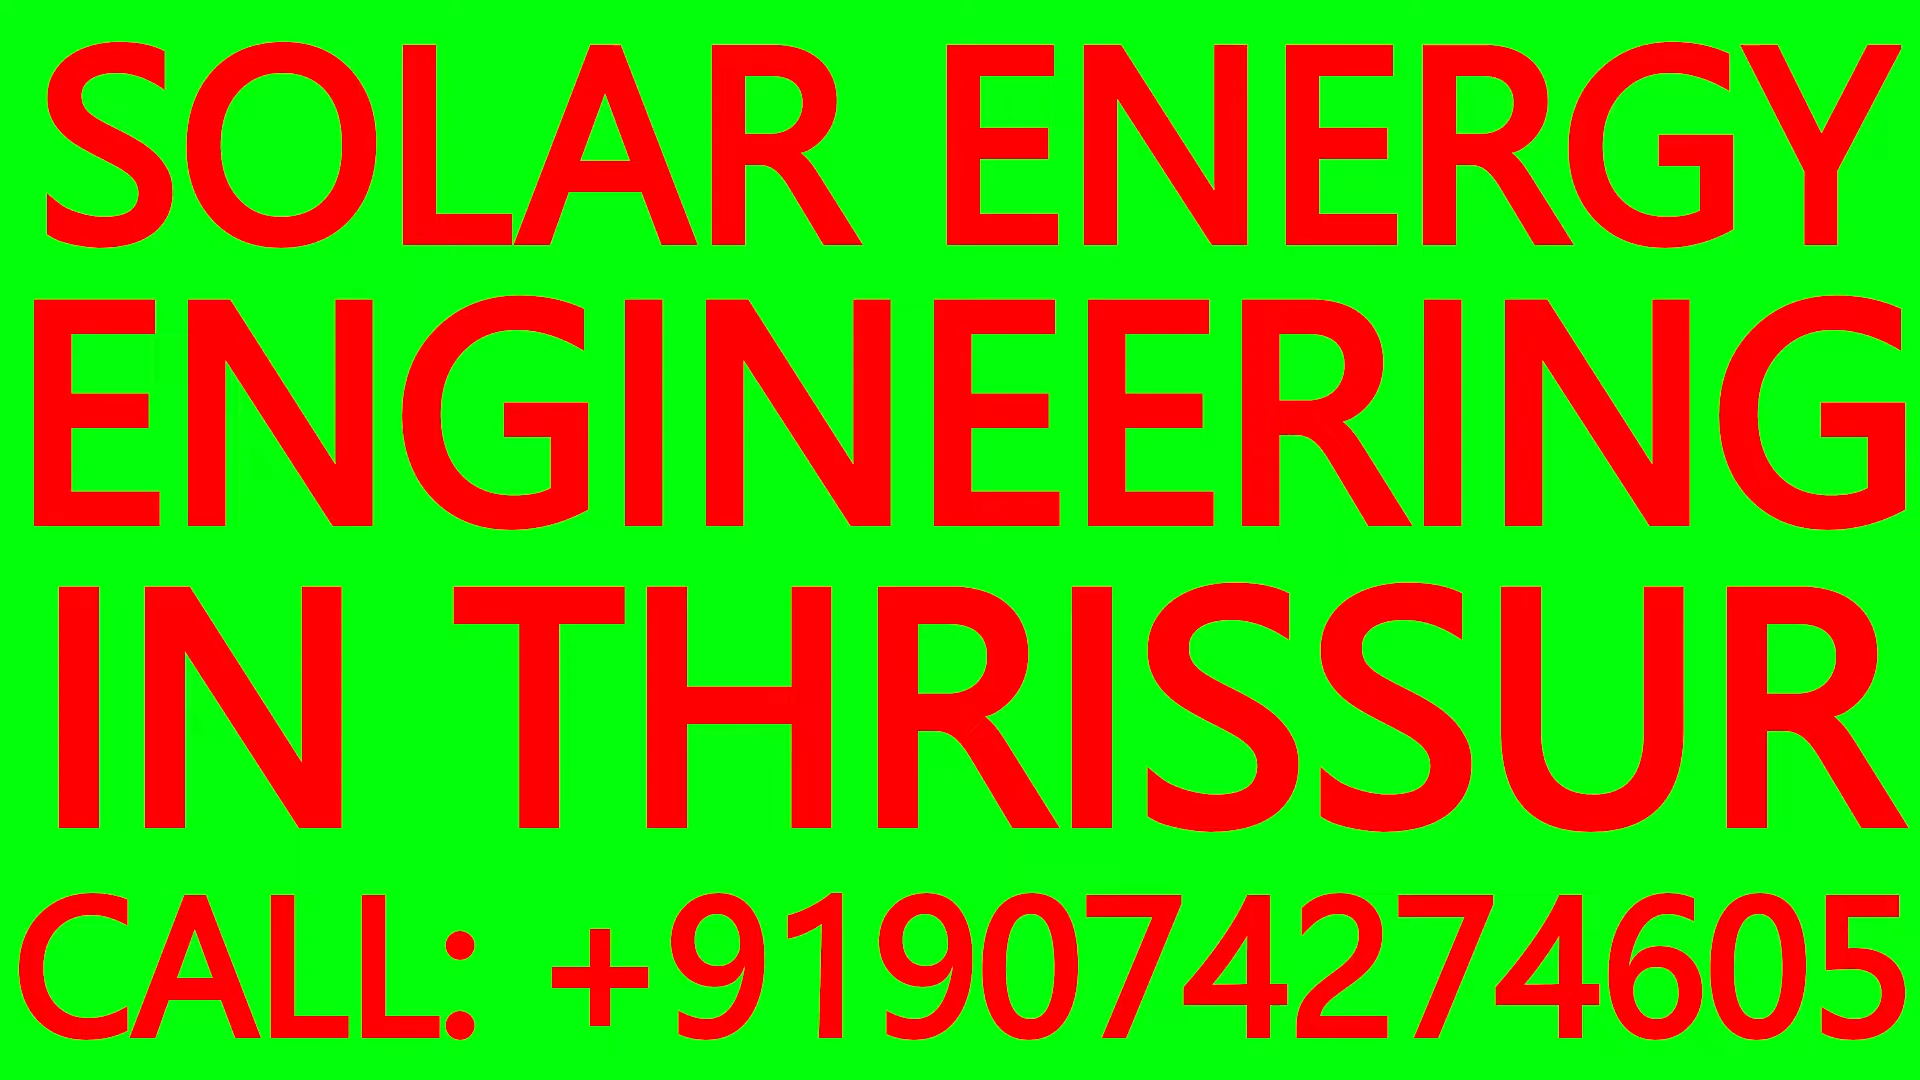 SOLAR ENERGY
ENGINEERING
IN THRISSUR
CALL: +919074274605